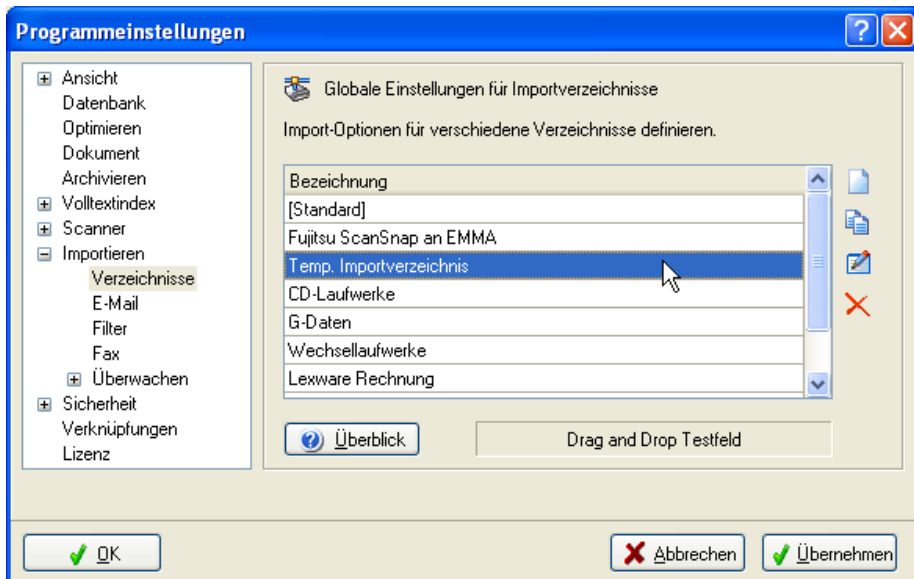 Programmeinstellungen
Ansicht
Datenbank
Optimieren
Dokument
Archivieren
Volltextindex
Scanner
Importieren
Verzeichnisse
E-Mail
Filter
Fax
Überwachen
Sicherheit
Verknüpfungen
Lizenz
Globale Einstellungen für Importverzeichnisse
Import-Optionen für verschiedene Verzeichnisse definieren.
Bezeichnung
[Standard]
Fujitsu ScanSnap an EMMA
Temp. Importverzeichnis
CD-Laufwerke
G-Daten
Wechsellaufwerke
Lexware Rechnung
Überblick
Drag and Drop Testfeld
OK
Abbrechen
Übernehmen